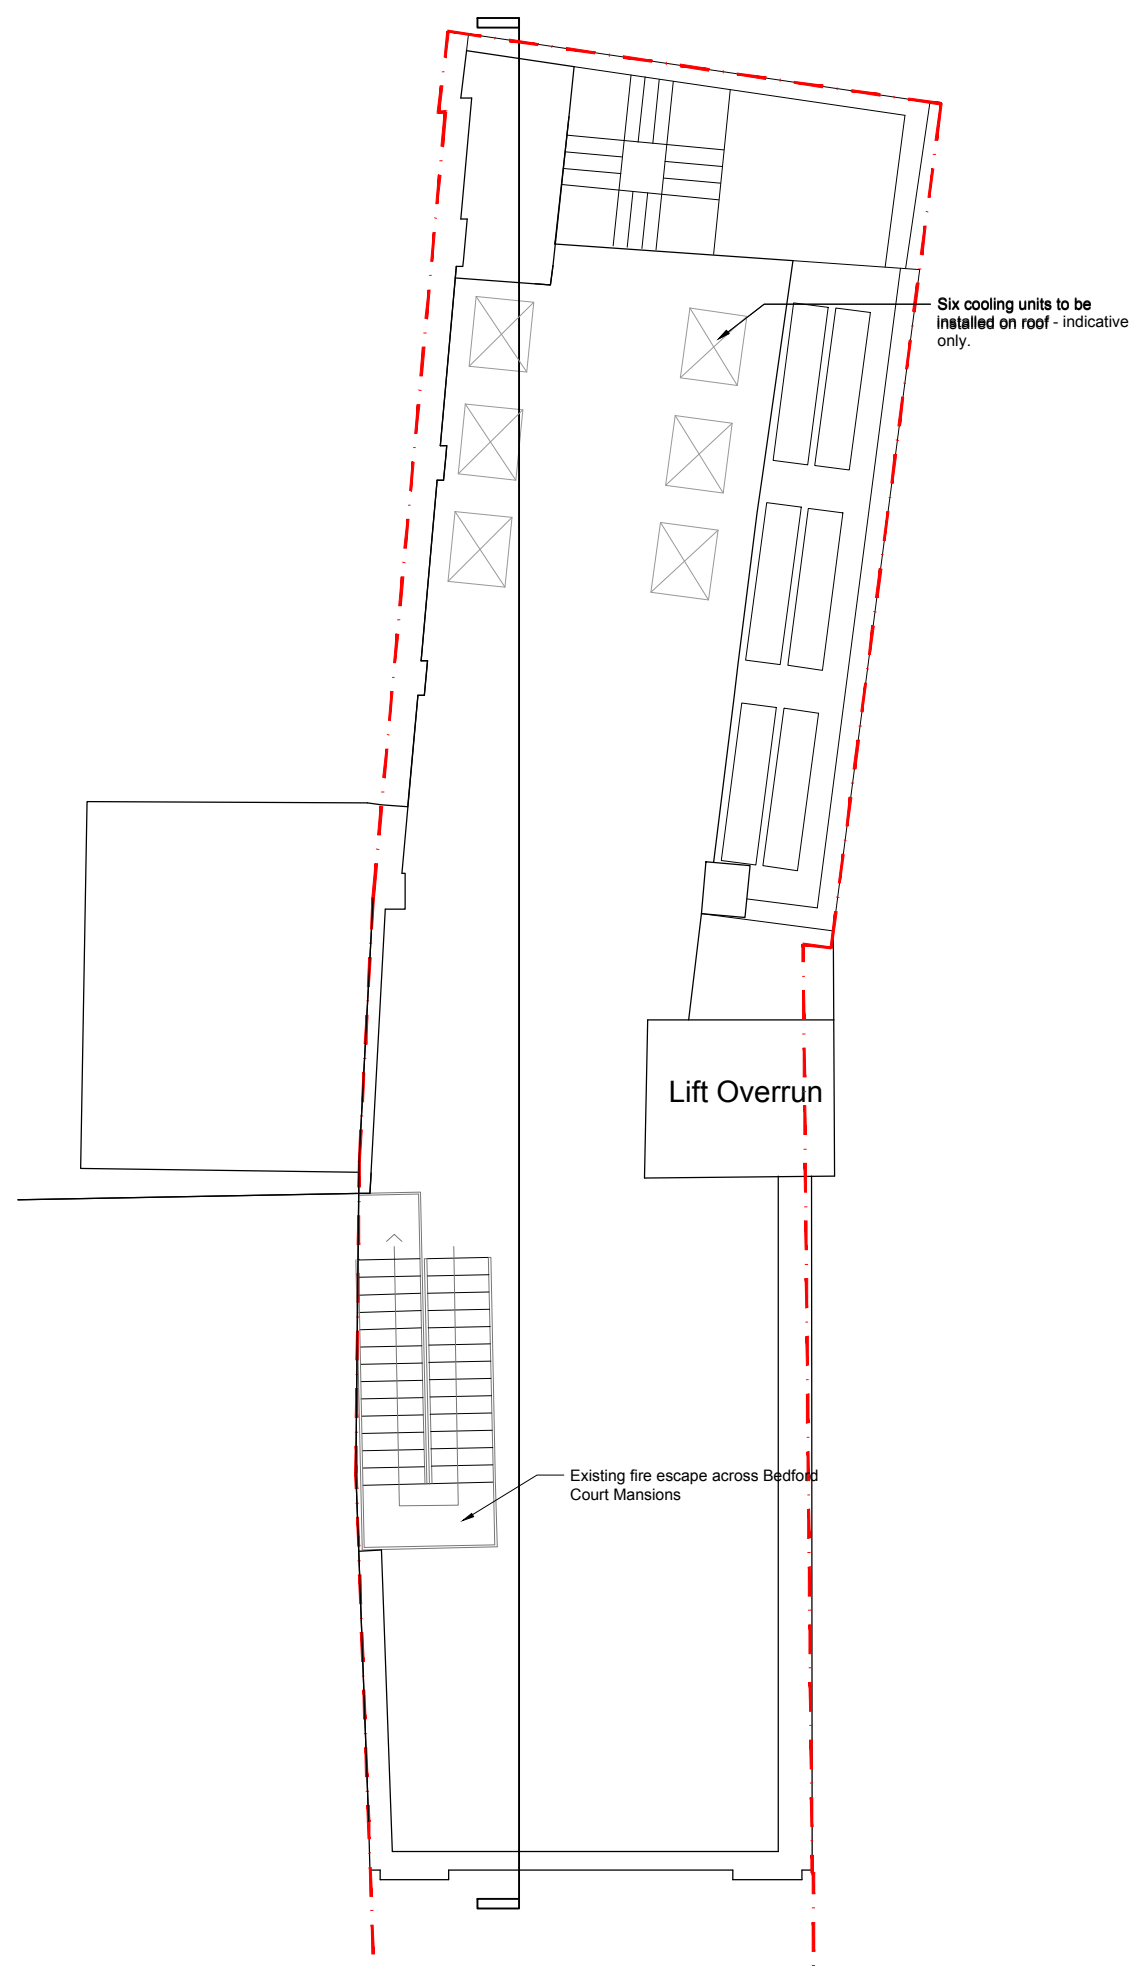 Six cooling units to be
installed on roof - indicative
only.
Lift Overrun
Existing fire escape across Bedford
Court Mansions